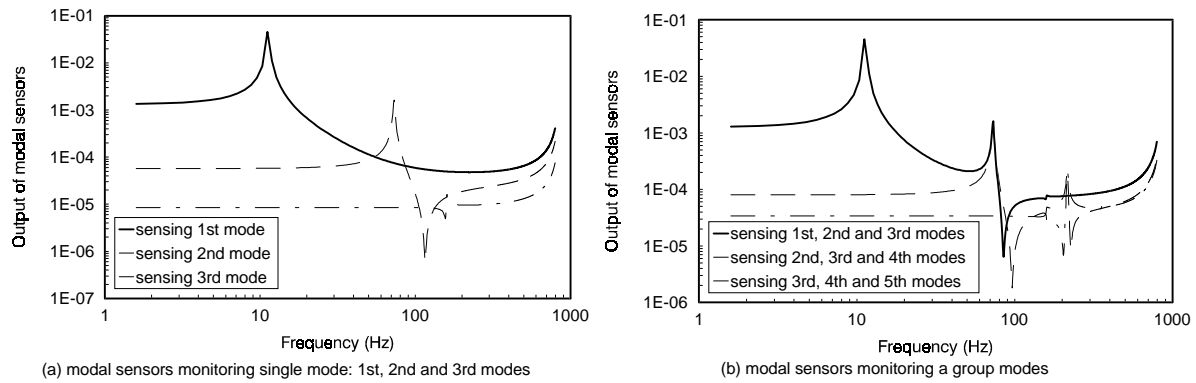 1E-01
1E-02
1E-03
1E-04
1E-05
1E-06
1E-07
Output of modal sensors
sensing 1st mode
sensing 2nd mode
sensing 3rd mode
1 10 100 1000
Frequency (Hz)
(a) modal sensors monitoring single mode: 1st, 2nd and 3rd modes
1E-01
1E-02
1E-03
1E-04
1E-05
1E-06
Output of modal sensors
sensing 1st, 2nd and 3rd modes
sensing 2nd, 3rd and 4th modes
sensing 3rd, 4th and 5th modes
1 10 100 1000
Frequency (Hz)
(b) modal sensors monitoring a group modes